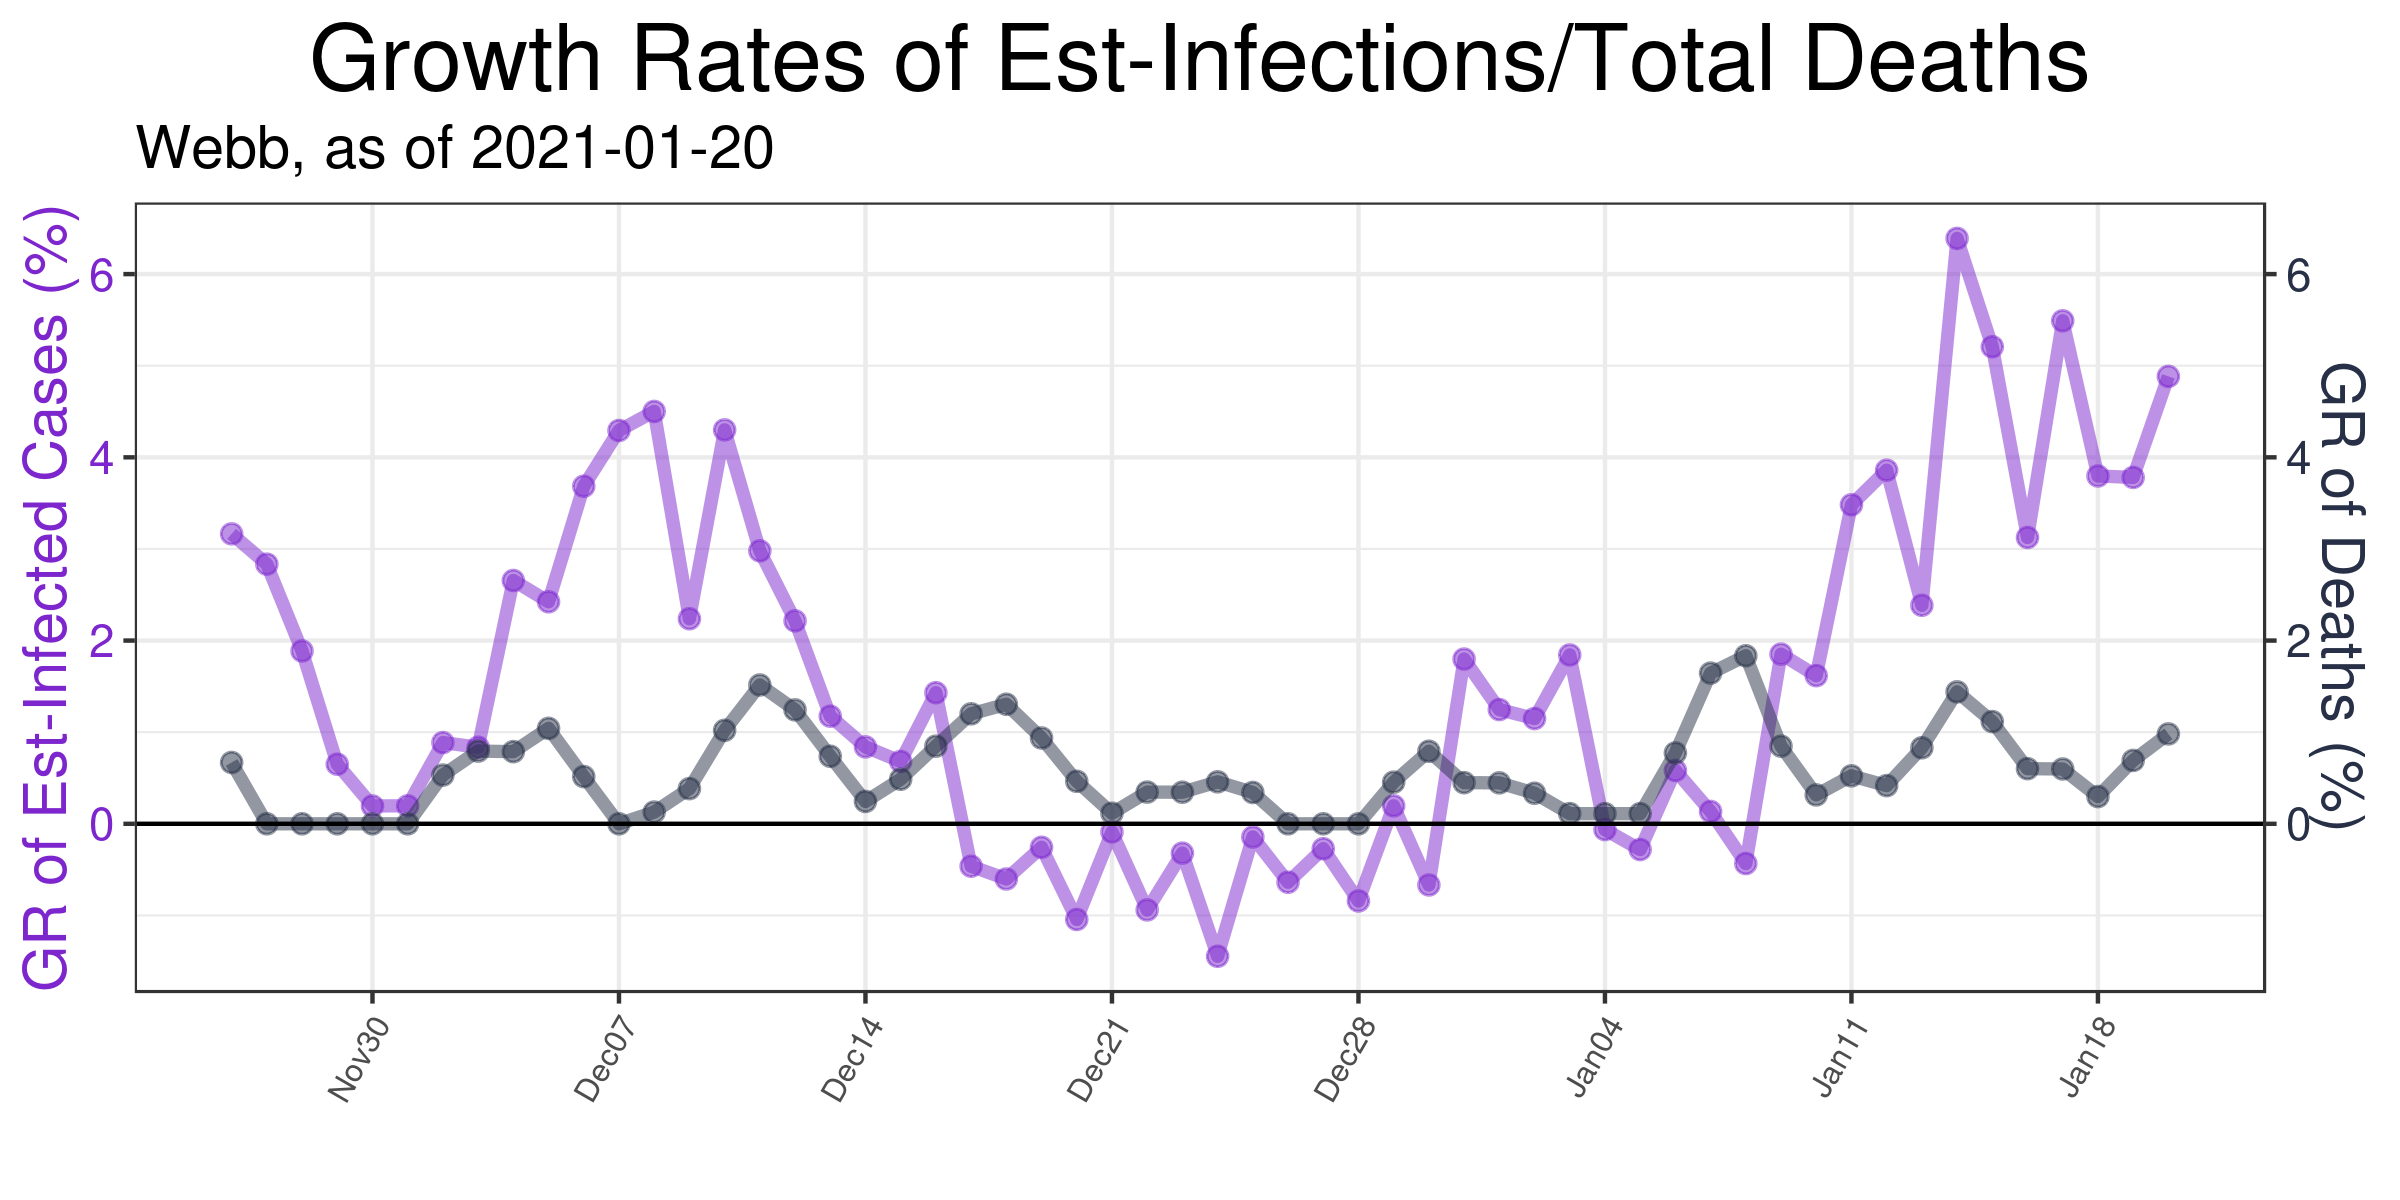 Growth Rates of Est-Infections/Total Deaths
Webb, as of 2021-01-20
GR of Est-Infected Cases (%)
6
4
2
0
6
4
2
0
GR of Deaths (%)
Nov30
Dec07
Dec14
Dec21
Dec28
Jan04
Jan11
Jan18